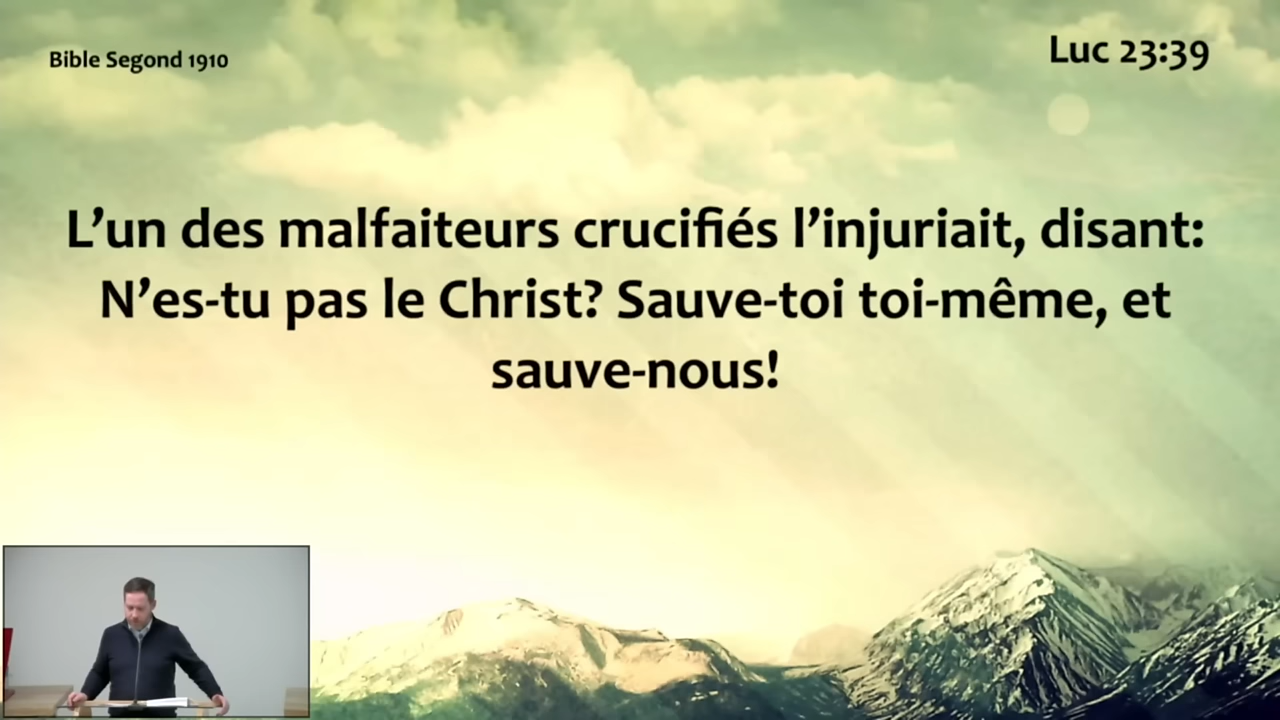 Bible Segond 1910
Luc 23:39
L’un des malfaiteurs crucifiés l’injuriait, disant:
N’es-tu pas le Christ? Sauve-toi toi-même, et
sauve-nous!